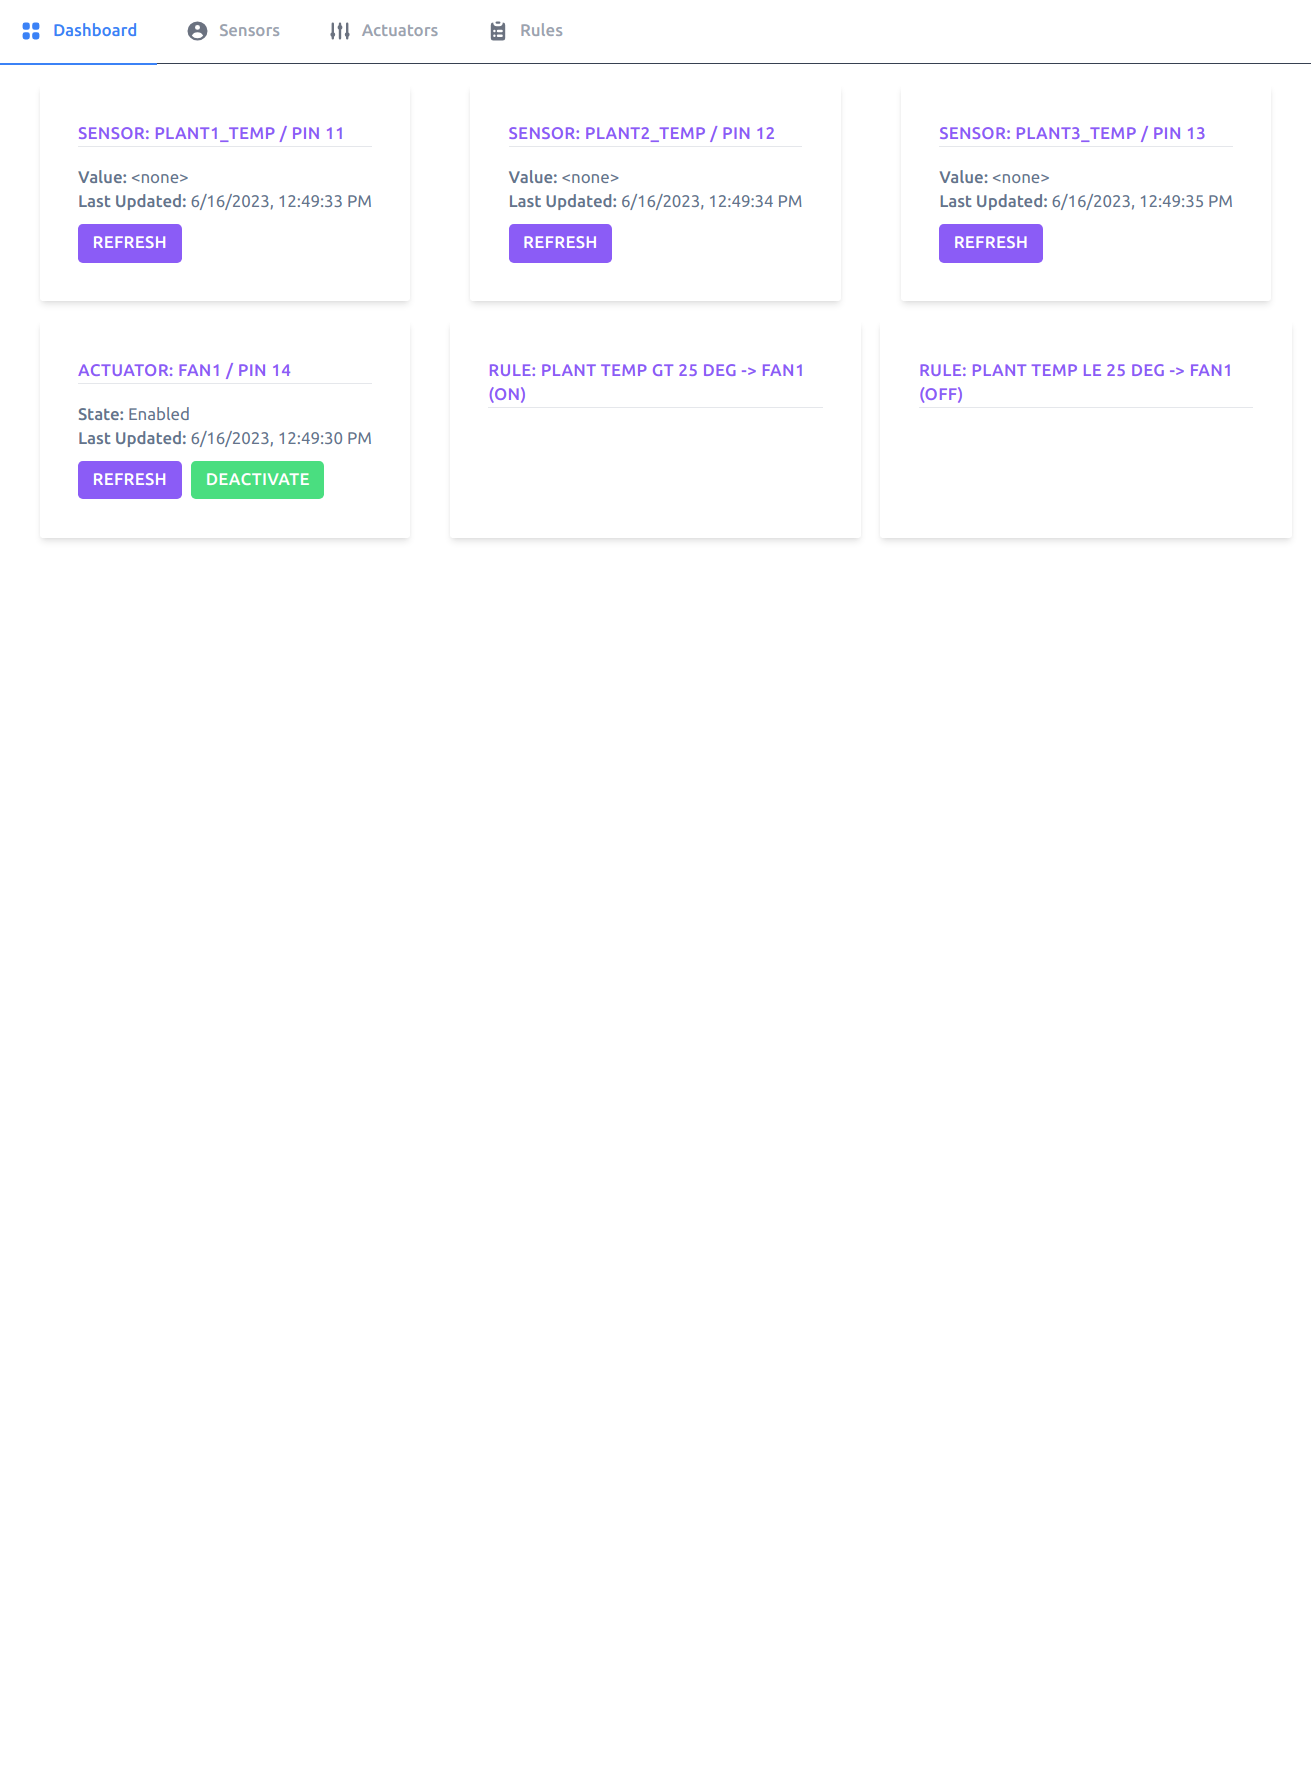 Dashboard Sensors Actuators Rules
SENSOR: PLANT1_TEMP / PIN 11
Value: <none>
Last Updated: 6/16/2023, 12:49:33 PM
REFRESH
SENSOR: PLANT2_TEMP / PIN 12
Value: <none>
Last Updated: 6/16/2023, 12:49:34 PM
REFRESH
SENSOR: PLANT3_TEMP / PIN 13
Value: <none>
Last Updated: 6/16/2023, 12:49:35 PM
REFRESH
ACTUATOR: FAN1 / PIN 14
State: Enabled
Last Updated: 6/16/2023, 12:49:30 PM
REFRESH DEACTIVATE
RULE: PLANT TEMP GT 25 DEG -> FAN1
(ON)
RULE: PLANT TEMP LE 25 DEG -> FAN1
(OFF)